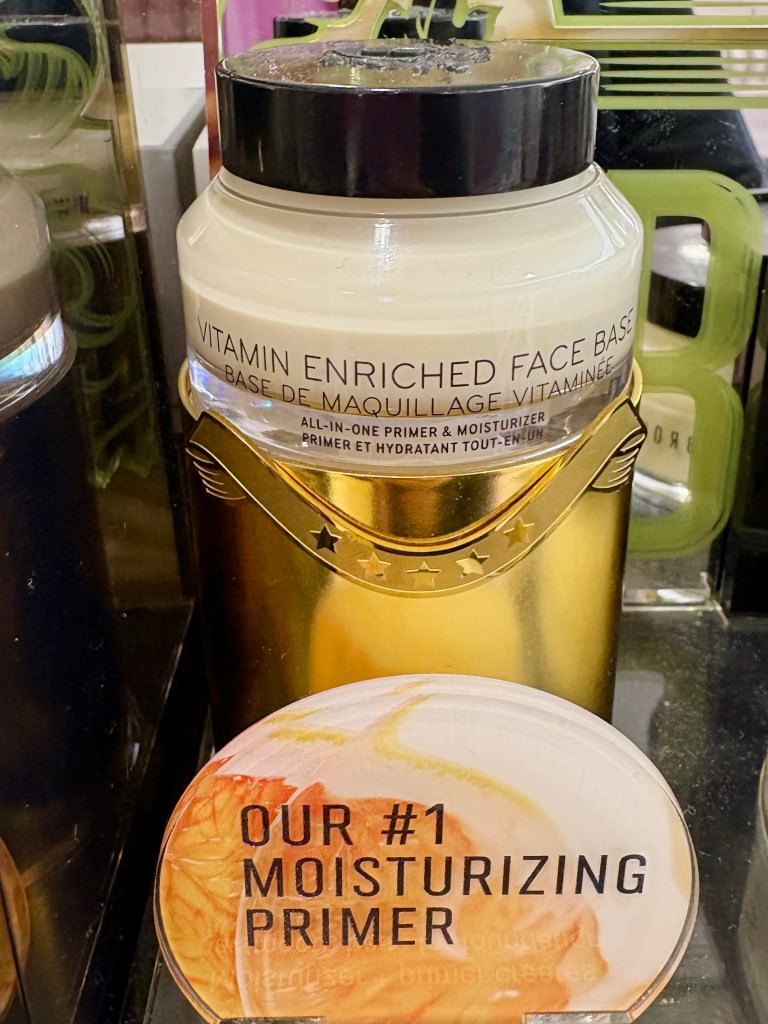 VITAMIN ENRICHED FACE BASE
BASE DE MAQUILLAGE VITAMINÉE
ALL-IN-ONE PRIMER & MOISTURIZER
PRIMER ET HYDRATANT TOUT-EN-UN
OUR #1
MOISTURIZING
PRIMER